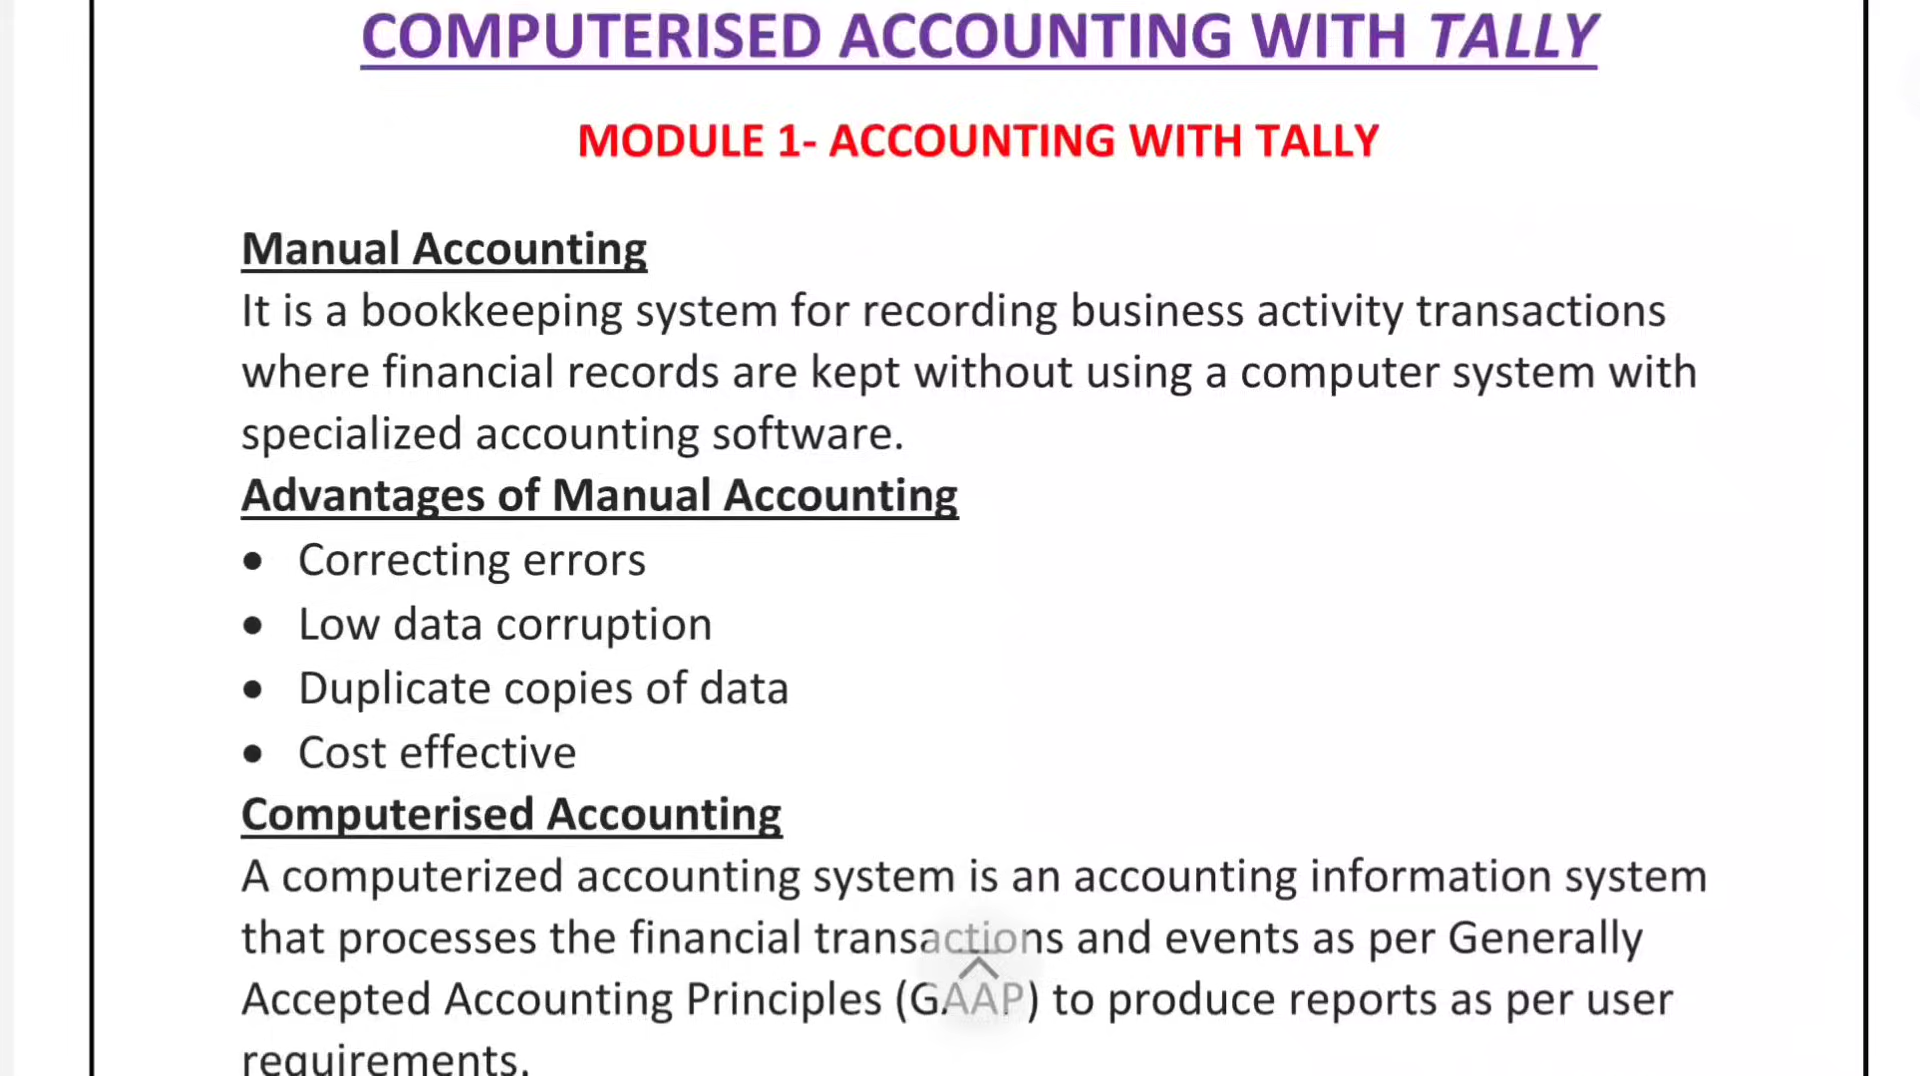 COMPUTERISED ACCOUNTING WITH TALLY
MODULE 1- ACCOUNTING WITH TALLY
Manual Accounting
It is a bookkeeping system for recording business activity transactions
where financial records are kept without using a computer system with
specialized accounting software.
Advantages of Manual Accounting
• Correcting errors
• Low data corruption
• Duplicate copies of data
• Cost effective
Computerised Accounting
A computerized accounting system is an accounting information system
that processes the financial transactions and events as per Generally
Accepted Accounting Principles (GAAP) to produce reports as per user
requirements.